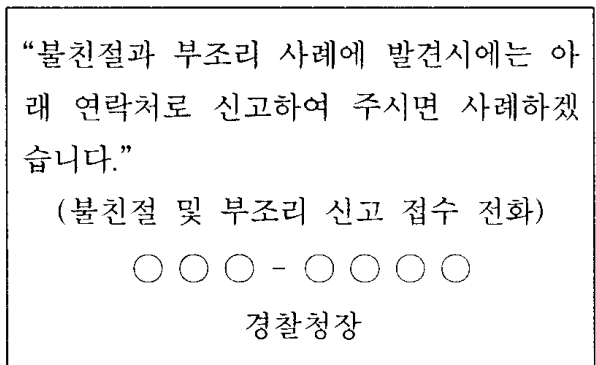 “불친절과 부조리 사례에 발견시에는 아
래 연락처로 신고하여 주시면 사례하겠
습니다.”
(불친절 및 부조리 신고 접수 전화)
○○○-○○○○
경찰청장